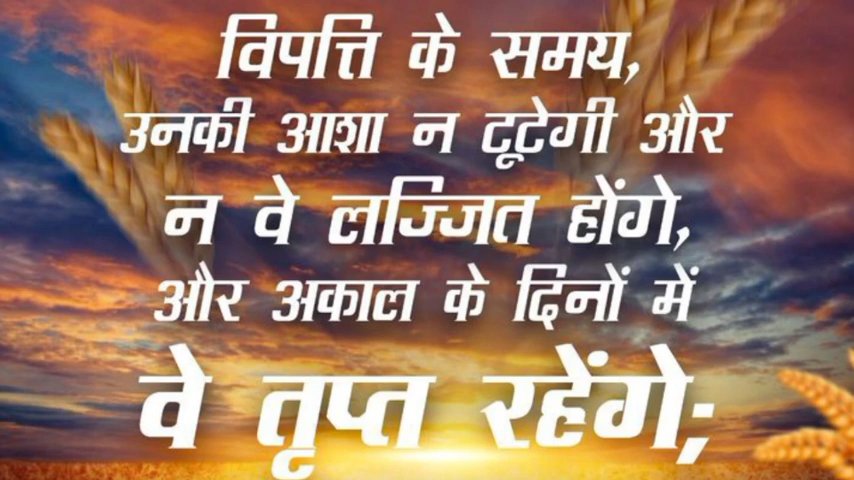 विपत्ति के समय,
उनकी आशा न टूटेगी और
न वे लज्जित होंगे,
और अकाल के दिनों में
वे तृप्त रहेंगे;